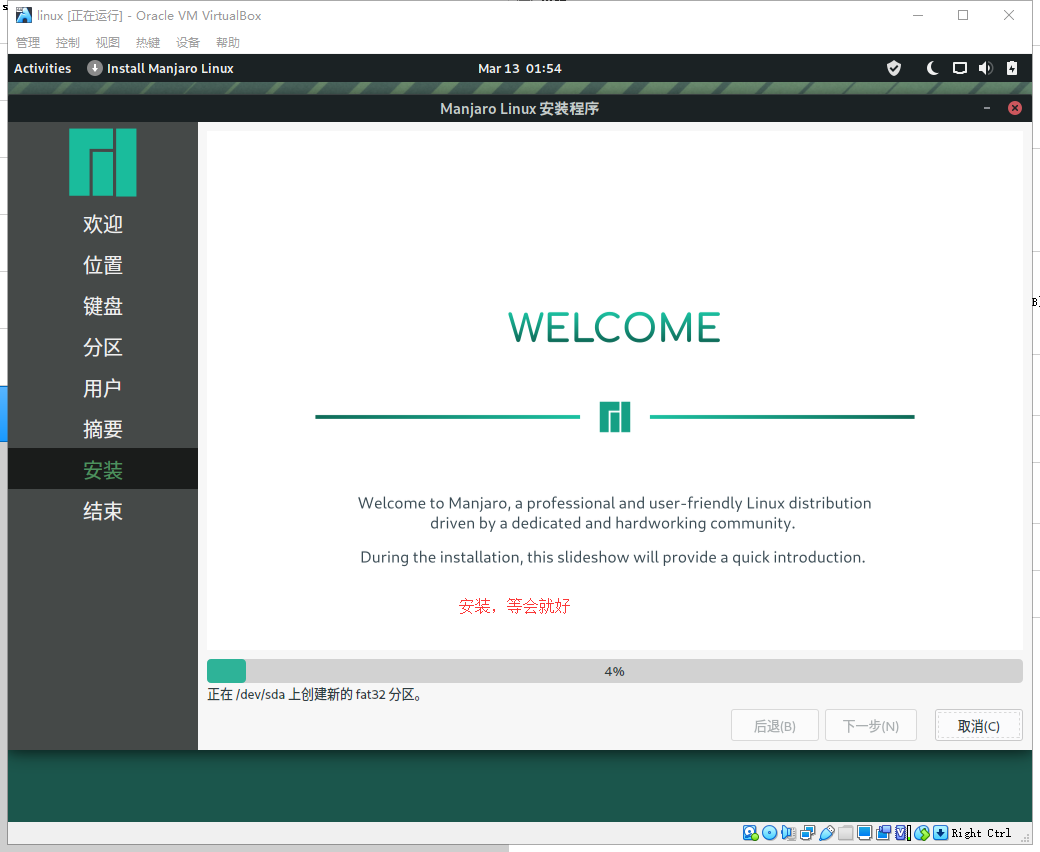 linux [正在运行] - Oracle VM VirtualBox
管理 控制 视图 热键 设备 帮助
Activities Install Manjaro Linux Mar 13 01:54
Manjaro Linux 安装程序
欢迎
位置
键盘
分区
用户
摘要
安装
结束
WELCOME
Welcome to Manjaro, a professional and user-friendly Linux distribution
driven by a dedicated and hardworking community.
During the installation, this slideshow will provide a quick introduction.
安装，等会就好
4%
正在 /dev/sda 上创建新的 fat32 分区。
后退(B) 下一步(N) 取消(C)
Right Ctrl